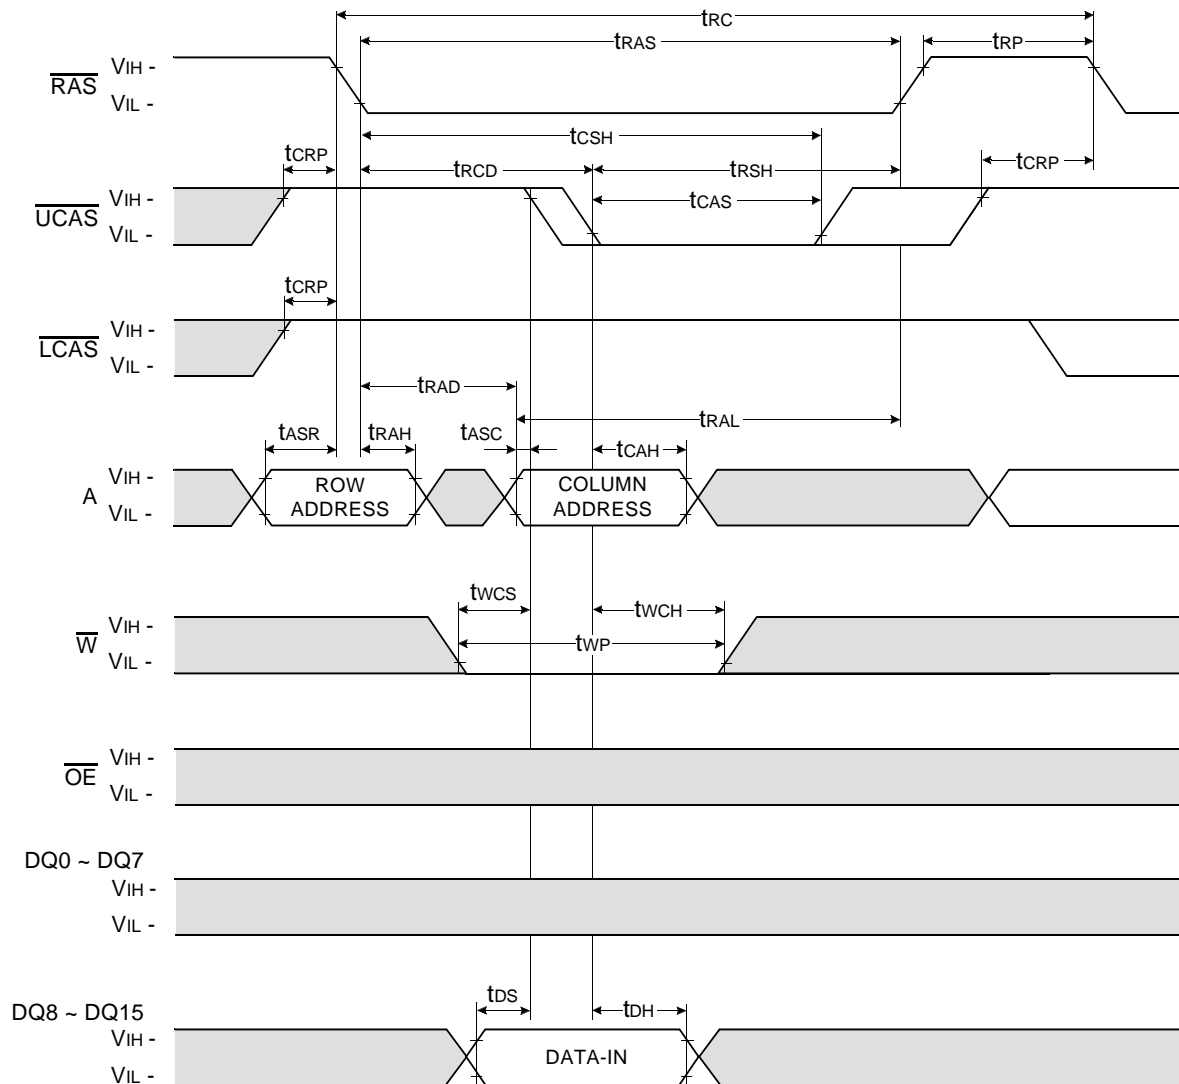 tRC
tRAS
tRP
RAS
VIH -
VIL -
tCSH
tCRP
tRCD
tRSH
tCRP
UCAS
VIH -
VIL -
tCAS
tCRP
LCAS
VIH -
VIL -
tRAD
tRAL
tASR
tRAH
tASC
tCAH
A
VIH -
VIL -
ROW
ADDRESS
COLUMN
ADDRESS
tWCS
tWCH
W
VIH -
VIL -
tWP
OE
VIH -
VIL -
DQ0 ~ DQ7
VIH -
VIL -
tDS
tDH
DQ8 ~ DQ15
VIH -
VIL -
DATA-IN